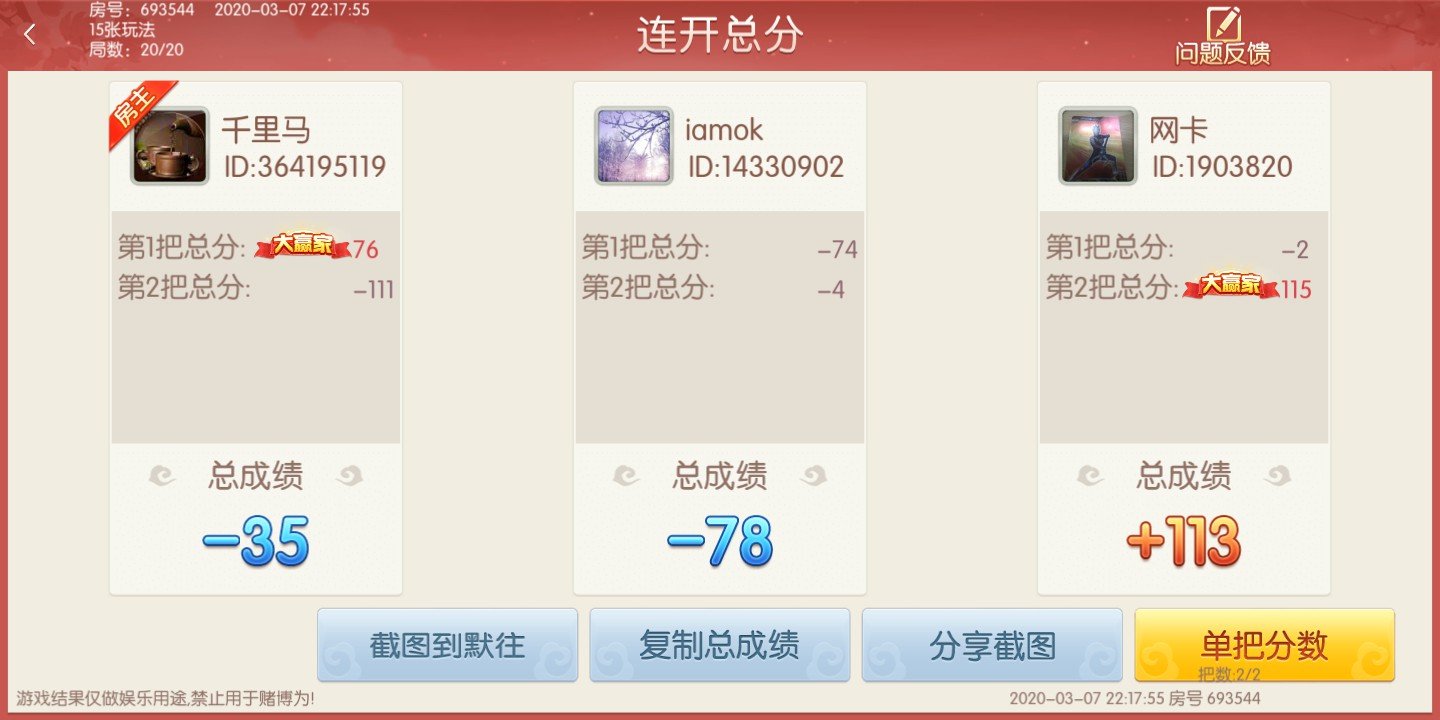 房号：693544 2020-03-07 22:17:55
15张玩法
局数：20/20
连开总分
问题反馈
房主
千里马
ID:364195119
第1把总分: 大赢家 76
第2把总分: -111
总成绩
-35
iamok
ID:14330902
第1把总分: -74
第2把总分: -4
总成绩
-78
网卡
ID:1903820
第1把总分: -2
第2把总分: 大赢家 115
总成绩
+113
截图到默往
复制总成绩
分享截图
单把分数
把数:2/2
游戏结果仅做娱乐用途,禁止用于赌博为!
2020-03-07 22:17:55 房号 693544